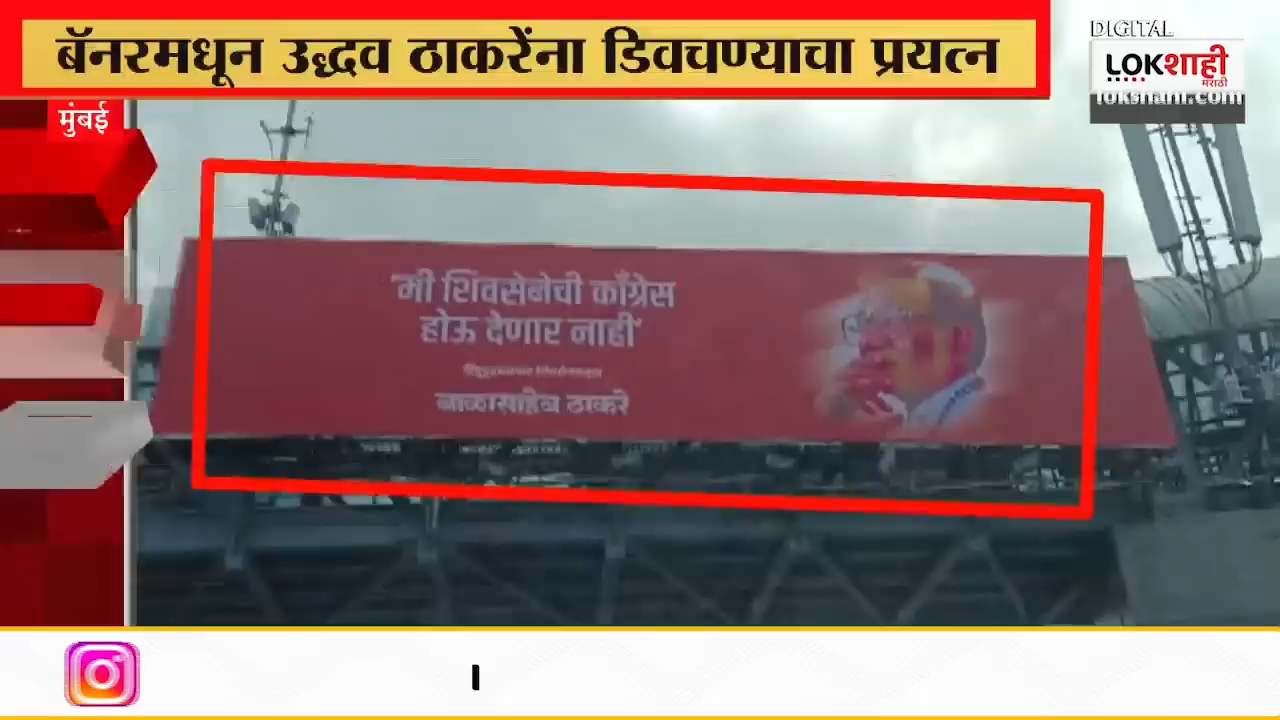 बॅनरमधून उद्धव ठाकरेंना डिवचण्याचा प्रयत्न
DIGITAL
LOKशाही
मराठी
lokshahi.com
मुंबई
'मी शिवसेनेची काँग्रेस
होऊ देणार नाही'
बाळासाहेब ठाकरे